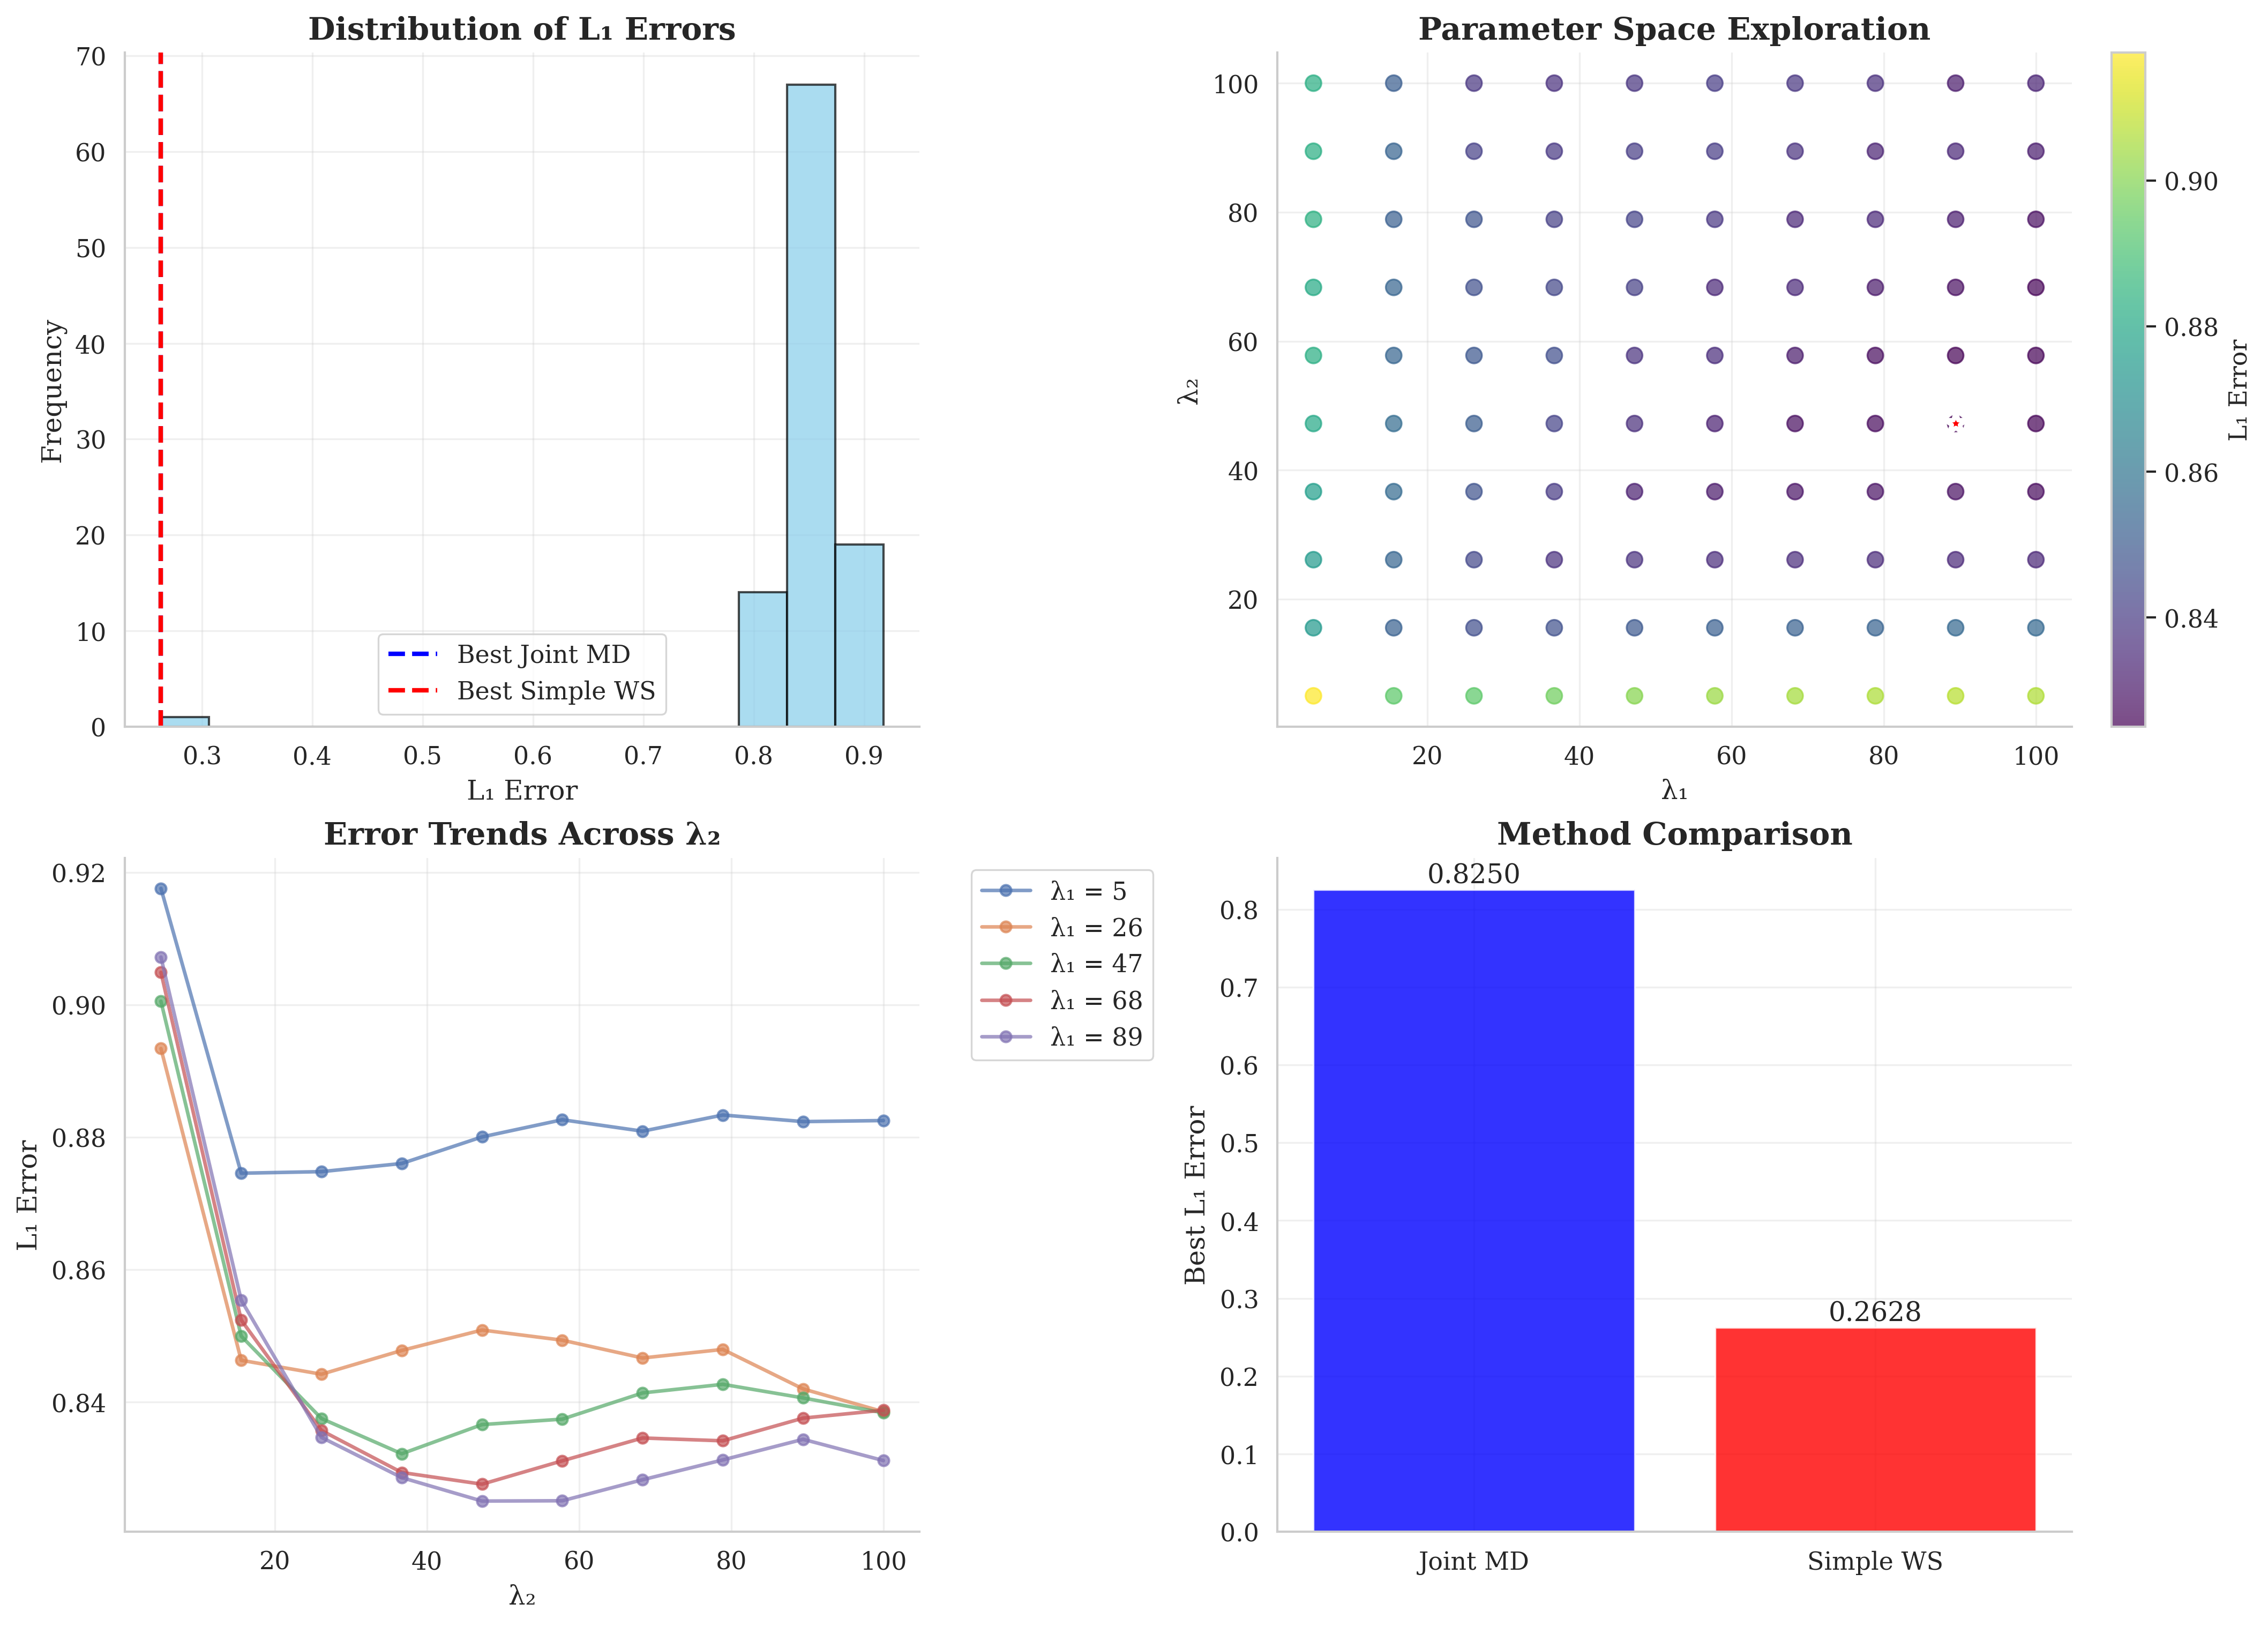 Distribution of L₁ Errors
70
60
50
40
30
20
10
0
Frequency
0.3 0.4 0.5 0.6 0.7 0.8 0.9
L₁ Error
Best Joint MD
Best Simple WS
Parameter Space Exploration
100
80
60
40
20
λ₂
20 40 60 80 100
λ₁
0.90
0.88
0.86
0.84
L₁ Error
Error Trends Across λ₂
0.92
0.90
0.88
0.86
0.84
L₁ Error
20 40 60 80 100
λ₂
λ₁ = 5
λ₁ = 26
λ₁ = 47
λ₁ = 68
λ₁ = 89
Method Comparison
0.8
0.7
0.6
0.5
0.4
0.3
0.2
0.1
0.0
Best L₁ Error
0.8250
0.2628
Joint MD Simple WS